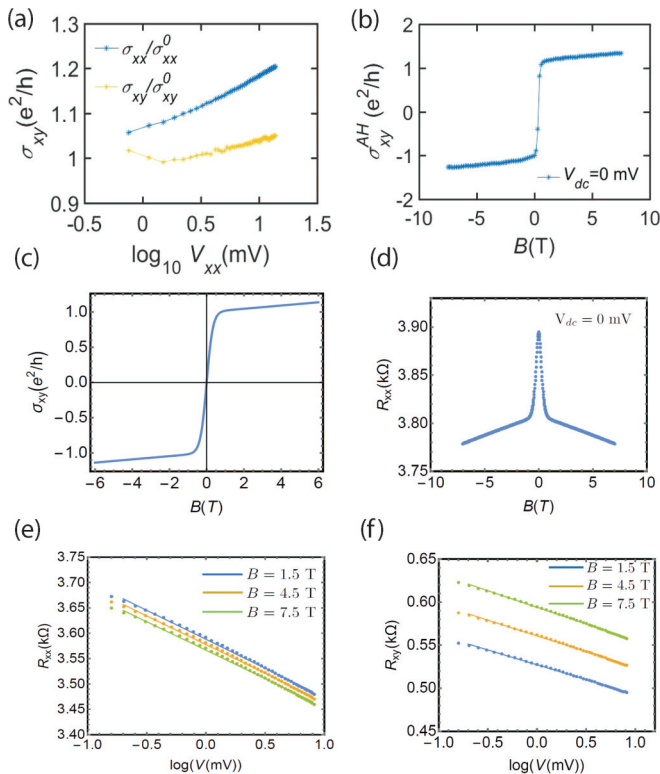 (a)
σxy(e²/h)
1.3
1.2
1.1
1
0.9
σxx/σ⁰xx
σxy/σ⁰xy
-0.5
0
0.5
1
1.5
log10 Vxx(mV)
(b)
σxy^AH (e²/h)
2
1
0
-1
-2
Vdc=0 mV
-10
-5
0
5
10
B(T)
(c)
σxy(e²/h)
1.0
0.5
0.0
-0.5
-1.0
-6
-4
-2
0
2
4
6
B(T)
(d)
Rxx(kΩ)
3.90
3.85
3.80
3.75
Vdc = 0 mV
-10
-5
0
5
10
B(T)
(e)
Rxx(kΩ)
3.75
3.70
3.65
3.60
3.55
3.50
3.45
3.40
B = 1.5 T
B = 4.5 T
B = 7.5 T
-1.0
-0.5
0.0
0.5
1.0
log(V(mV))
(f)
Rxy(kΩ)
0.65
0.60
0.55
0.50
0.45
B = 1.5 T
B = 4.5 T
B = 7.5 T
-1.0
-0.5
0.0
0.5
1.0
log(V(mV))